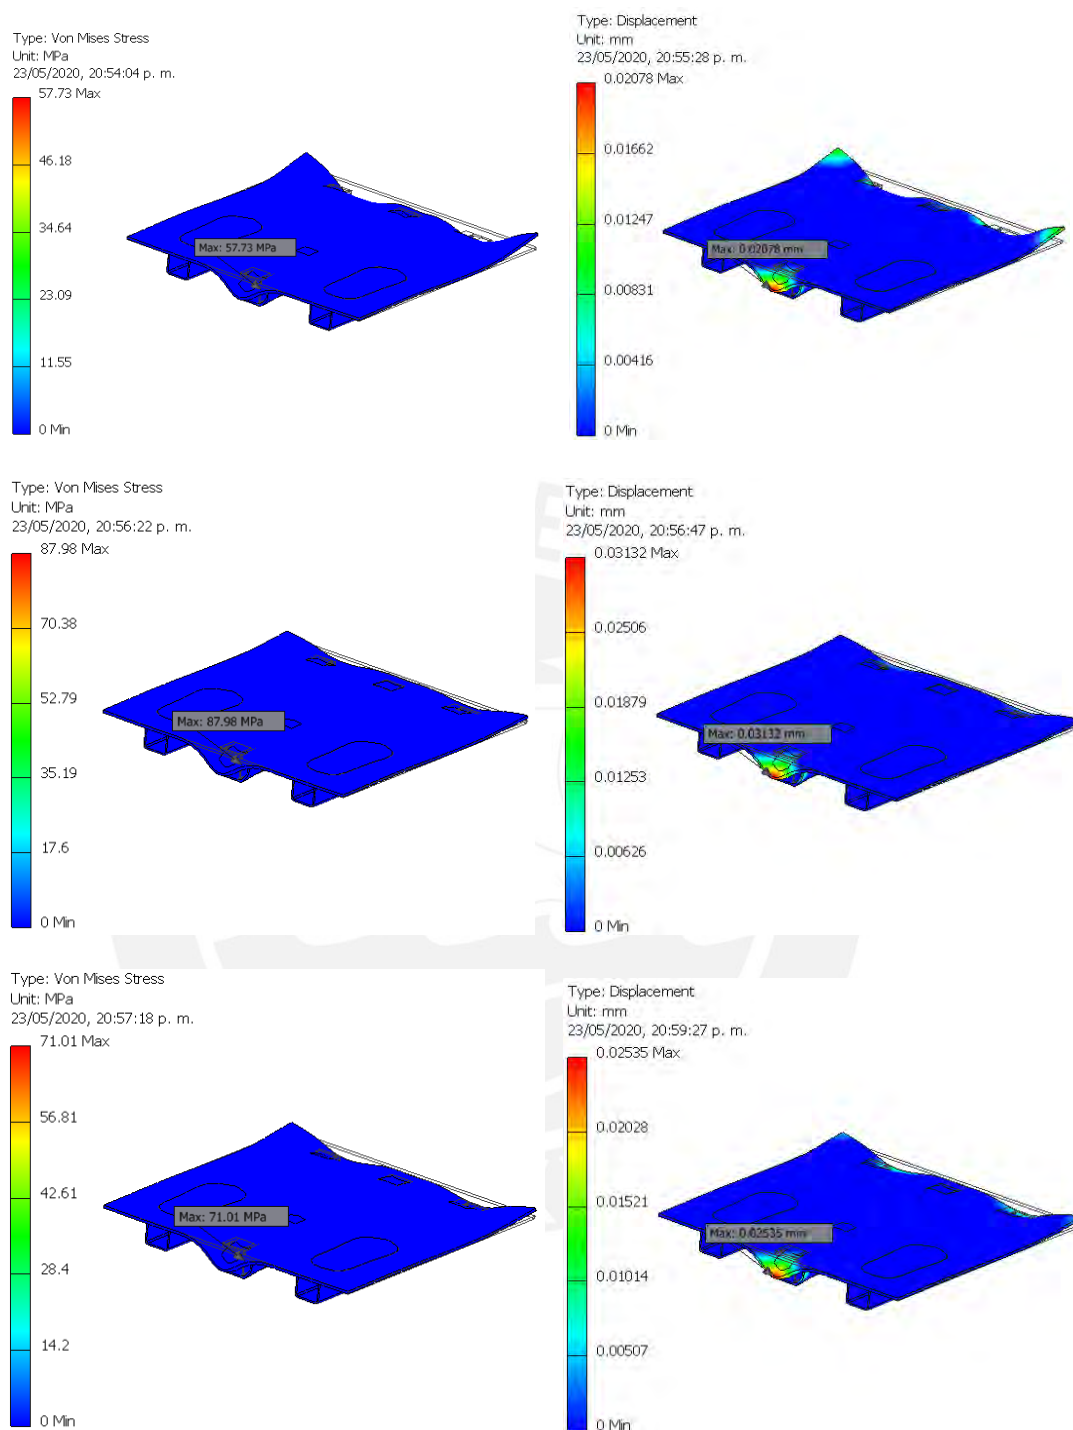 Type: Von Mises Stress
Unit: MPa
23/05/2020, 20:54:04 p. m.
57.73 Max
46.18
34.64
23.09
11.55
0 Min
Max: 57.73 MPa
Type: Displacement
Unit: mm
23/05/2020, 20:55:28 p. m.
0.02078 Max
0.01662
0.01247
0.00831
0.00416
0 Min
Max: 0.02078 mm
Type: Von Mises Stress
Unit: MPa
23/05/2020, 20:56:22 p. m.
87.98 Max
70.38
52.79
35.19
17.6
0 Min
Max: 87.98 MPa
Type: Displacement
Unit: mm
23/05/2020, 20:56:47 p. m.
0.03132 Max
0.02506
0.01879
0.01253
0.00626
0 Min
Max: 0.03132 mm
Type: Von Mises Stress
Unit: MPa
23/05/2020, 20:57:18 p. m.
71.01 Max
56.81
42.61
28.4
14.2
0 Min
Max: 71.01 MPa
Type: Displacement
Unit: mm
23/05/2020, 20:59:27 p. m.
0.02535 Max
0.02028
0.01521
0.01014
0.00507
0 Min
Max: 0.02535 mm